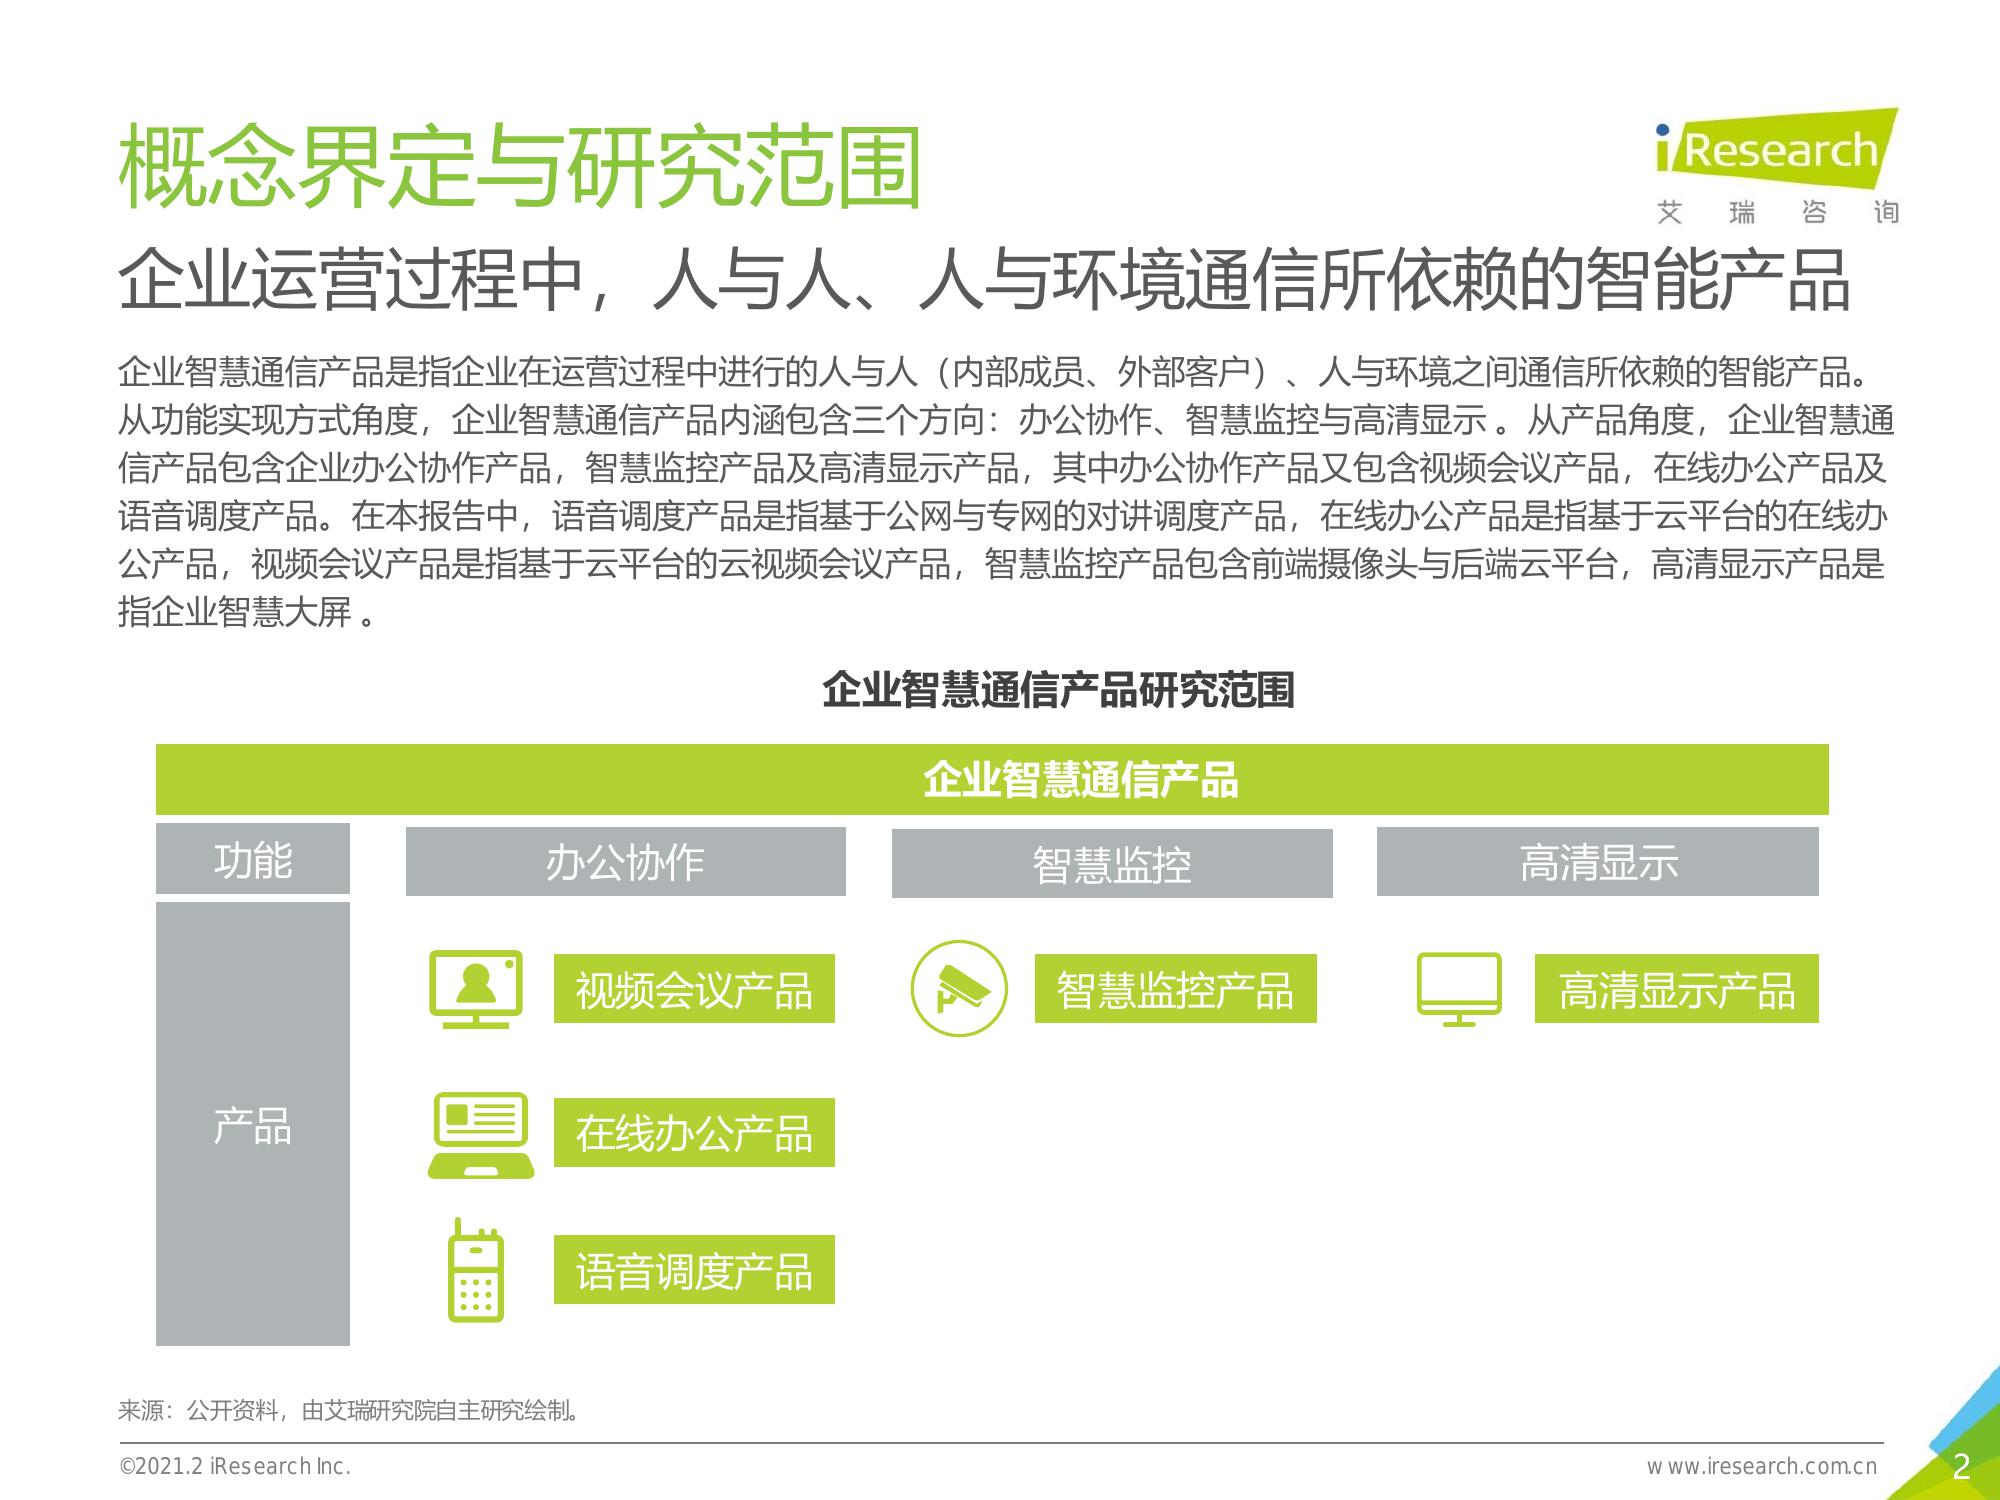 概念界定与研究范围
iResearch
艾瑞咨询
企业运营过程中，人与人、人与环境通信所依赖的智能产品
企业智慧通信产品是指企业在运营过程中进行的人与人（内部成员、外部客户）、人与环境之间通信所依赖的智能产品。
从功能实现方式角度，企业智慧通信产品内涵包含三个方向：办公协作、智慧监控与高清显示 。从产品角度，企业智慧通
信产品包含企业办公协作产品，智慧监控产品及高清显示产品，其中办公协作产品又包含视频会议产品，在线办公产品及
语音调度产品。在本报告中，语音调度产品是指基于公网与专网的对讲调度产品，在线办公产品是指基于云平台的在线办
公产品，视频会议产品是指基于云平台的云视频会议产品，智慧监控产品包含前端摄像头与后端云平台，高清显示产品是
指企业智慧大屏 。
企业智慧通信产品研究范围
企业智慧通信产品
功能
办公协作
智慧监控
高清显示
产品
视频会议产品
智慧监控产品
高清显示产品
在线办公产品
语音调度产品
来源：公开资料，由艾瑞研究院自主研究绘制。
©2021.2 iResearch Inc.
www.iresearch.com.cn
2